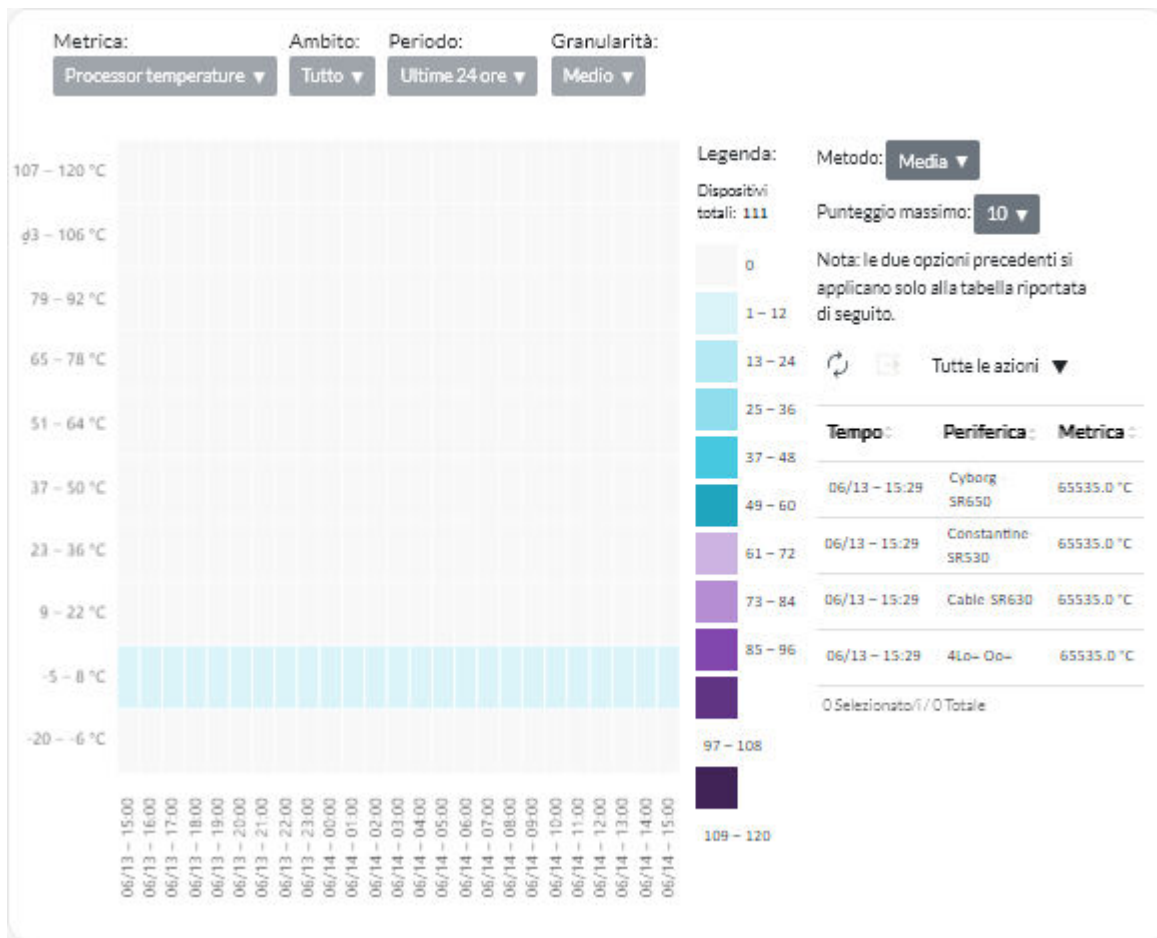 Metrica: Ambito: Periodo: Granularità:
Processor temperature ▼ Tutto ▼ Ultime 24 ore ▼ Medio ▼
107 – 120 °C
93 – 106 °C
79 – 92 °C
65 – 78 °C
51 – 64 °C
37 – 50 °C
23 – 36 °C
9 – 22 °C
-5 – 8 °C
-20 – -6 °C
06/13 – 15:00
06/13 – 16:00
06/13 – 17:00
06/13 – 18:00
06/13 – 19:00
06/13 – 20:00
06/13 – 21:00
06/13 – 22:00
06/13 – 23:00
06/14 – 00:00
06/14 – 01:00
06/14 – 02:00
06/14 – 03:00
06/14 – 04:00
06/14 – 05:00
06/14 – 06:00
06/14 – 07:00
06/14 – 08:00
06/14 – 09:00
06/14 – 10:00
06/14 – 11:00
06/14 – 12:00
06/14 – 13:00
06/14 – 14:00
06/14 – 15:00
Legenda:
Dispositivi
totali: 111
0
1 – 12
13 – 24
25 – 36
37 – 48
49 – 60
61 – 72
73 – 84
85 – 96
97 – 108
109 – 120
Metodo: Media ▼
Punteggio massimo: 10 ▼
Nota: le due opzioni precedenti si
applicano solo alla tabella riportata
di seguito.
Tutte le azioni ▼
Tempo Periferica Metrica
06/13 – 15:29 Cyborg SR650 65535.0 °C
06/13 – 15:29 Constantine-SR530 65535.0 °C
06/13 – 15:29 Cable-SR630 65535.0 °C
06/13 – 15:29 4Lo– Oo– 65535.0 °C
0 Selezionato/i / 0 Totale